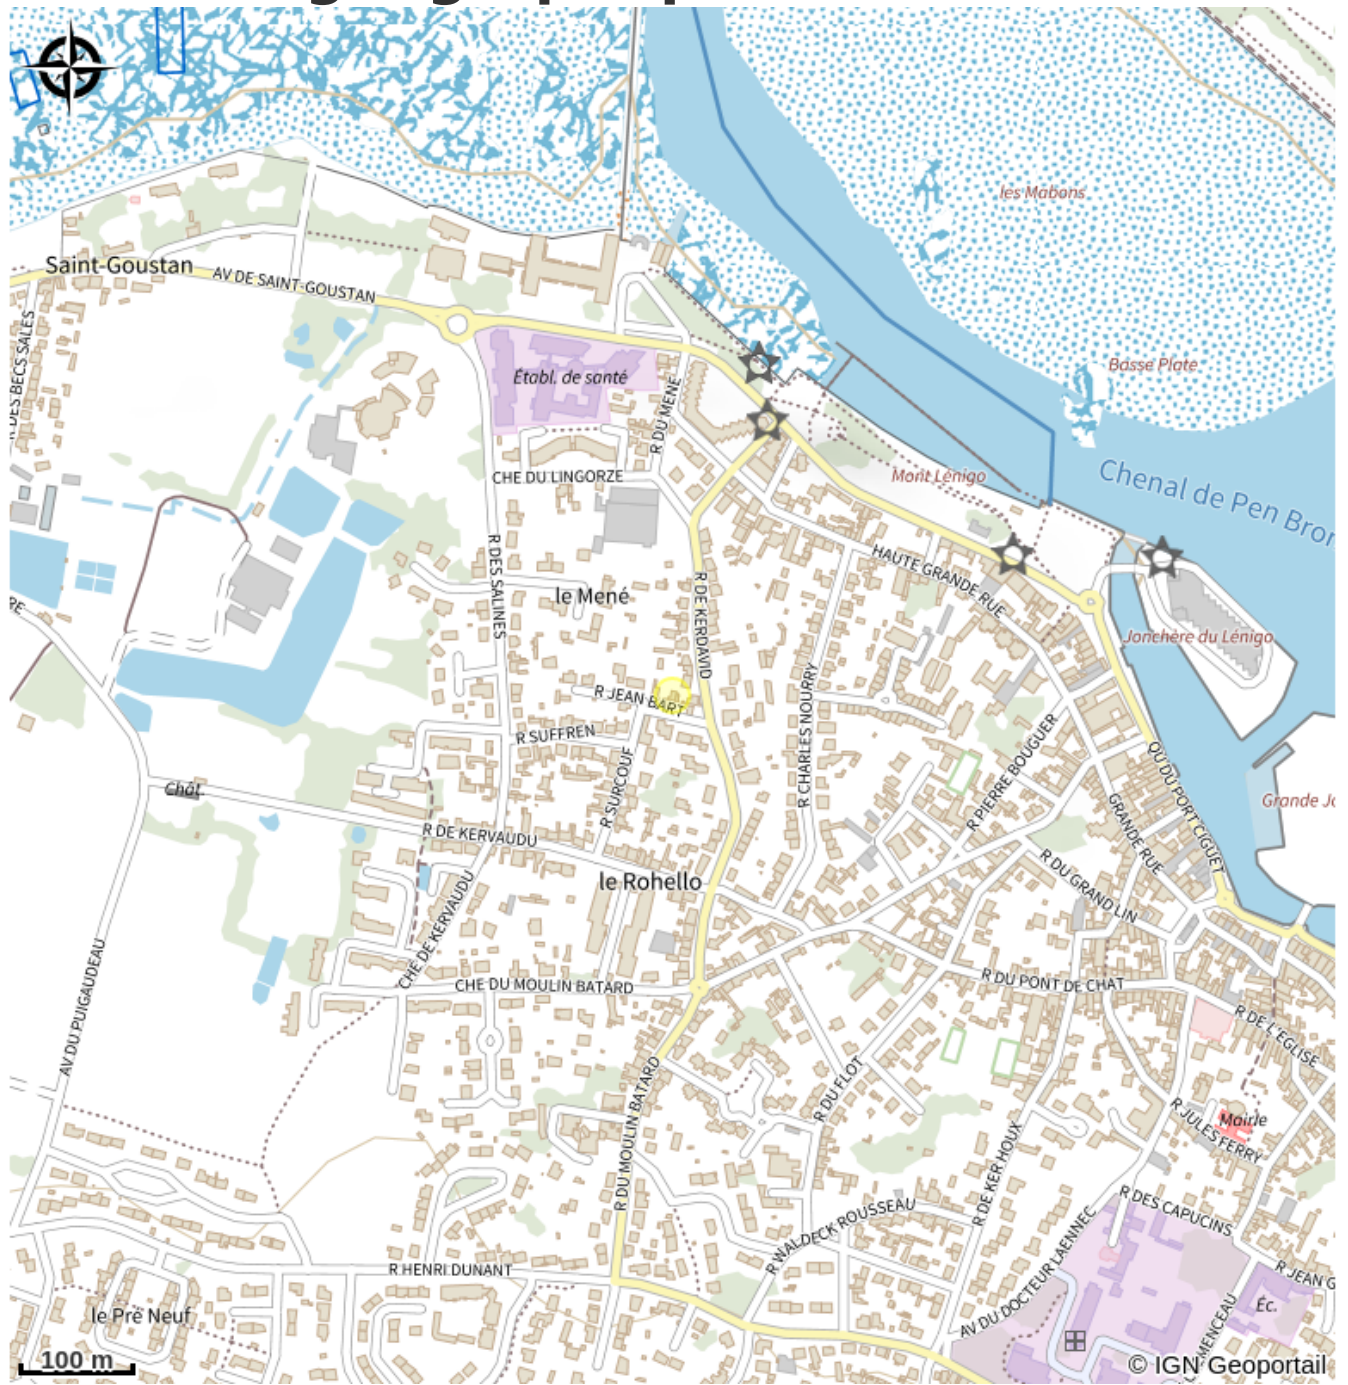 les Mabons
Saint-Goustan
AV DE SAINT-GOUSTAN
R DES BECS SALES
Établ. de santé
Basse Plate
R DU MENE
CHE DU LINGORZE
Mont Lénigo
Chenal de Pen Bron
R DES SALINES
HAUTE GRANDE RUE
le Mené
R DE KERDAVID
Jonchère du Lénigo
R JEAN BART
R CHARLES NOURRY
R SUFFREN
R PIERRE BOUGUER
QU DU PORT CIGUET
R SURCOUF
Chât.
Grande Jo
GRANDE RUE
R DE KERVAUDU
R DU GRAND LIN
le Rohello
CHE DE KERVAUDU
AV DU PUIGAUDEAU
CHE DU MOULIN BATARD
R DU PONT DE CHAT
R DE L'EGLISE
R DU FLOT
R DU MOULIN BATARD
R JULES FERRY
Mairie
R DE KER HOUX
R DES CAPUCINS
R WALDECK ROUSSEAU
AV DU DOCTEUR LAENNEC
R HENRI DUNANT
R JEAN G
Éc.
le Pré Neuf
MENCEAU
100 m
© IGN Geoportail